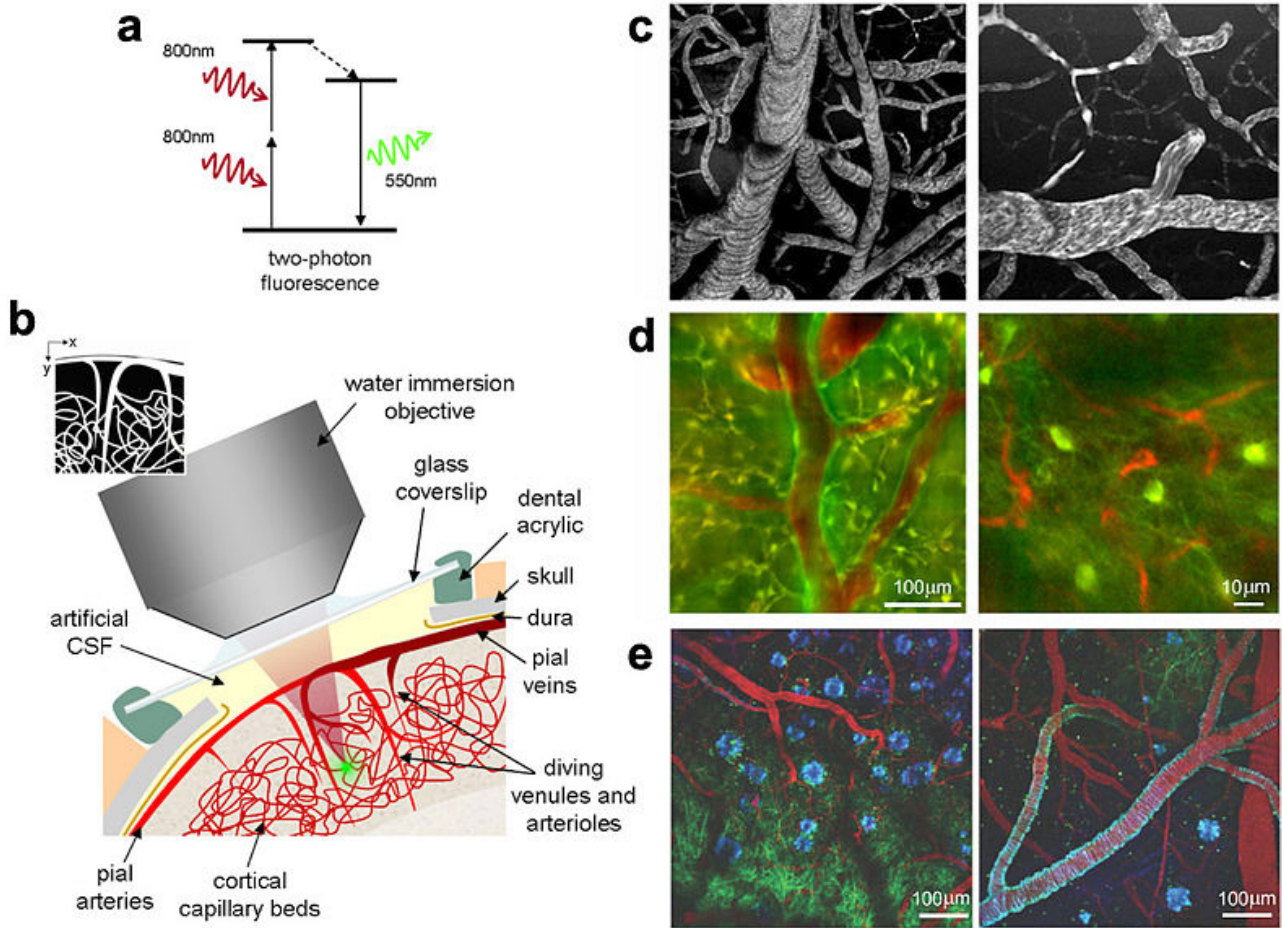 a
800nm
800nm
550nm
two-photon
fluorescence
b
x
y
water immersion
objective
glass
coverslip
dental
acrylic
skull
dura
artificial
CSF
pial
veins
diving
venules and
arterioles
pial
arteries
cortical
capillary beds
c
d
100μm
10μm
e
100μm
100μm